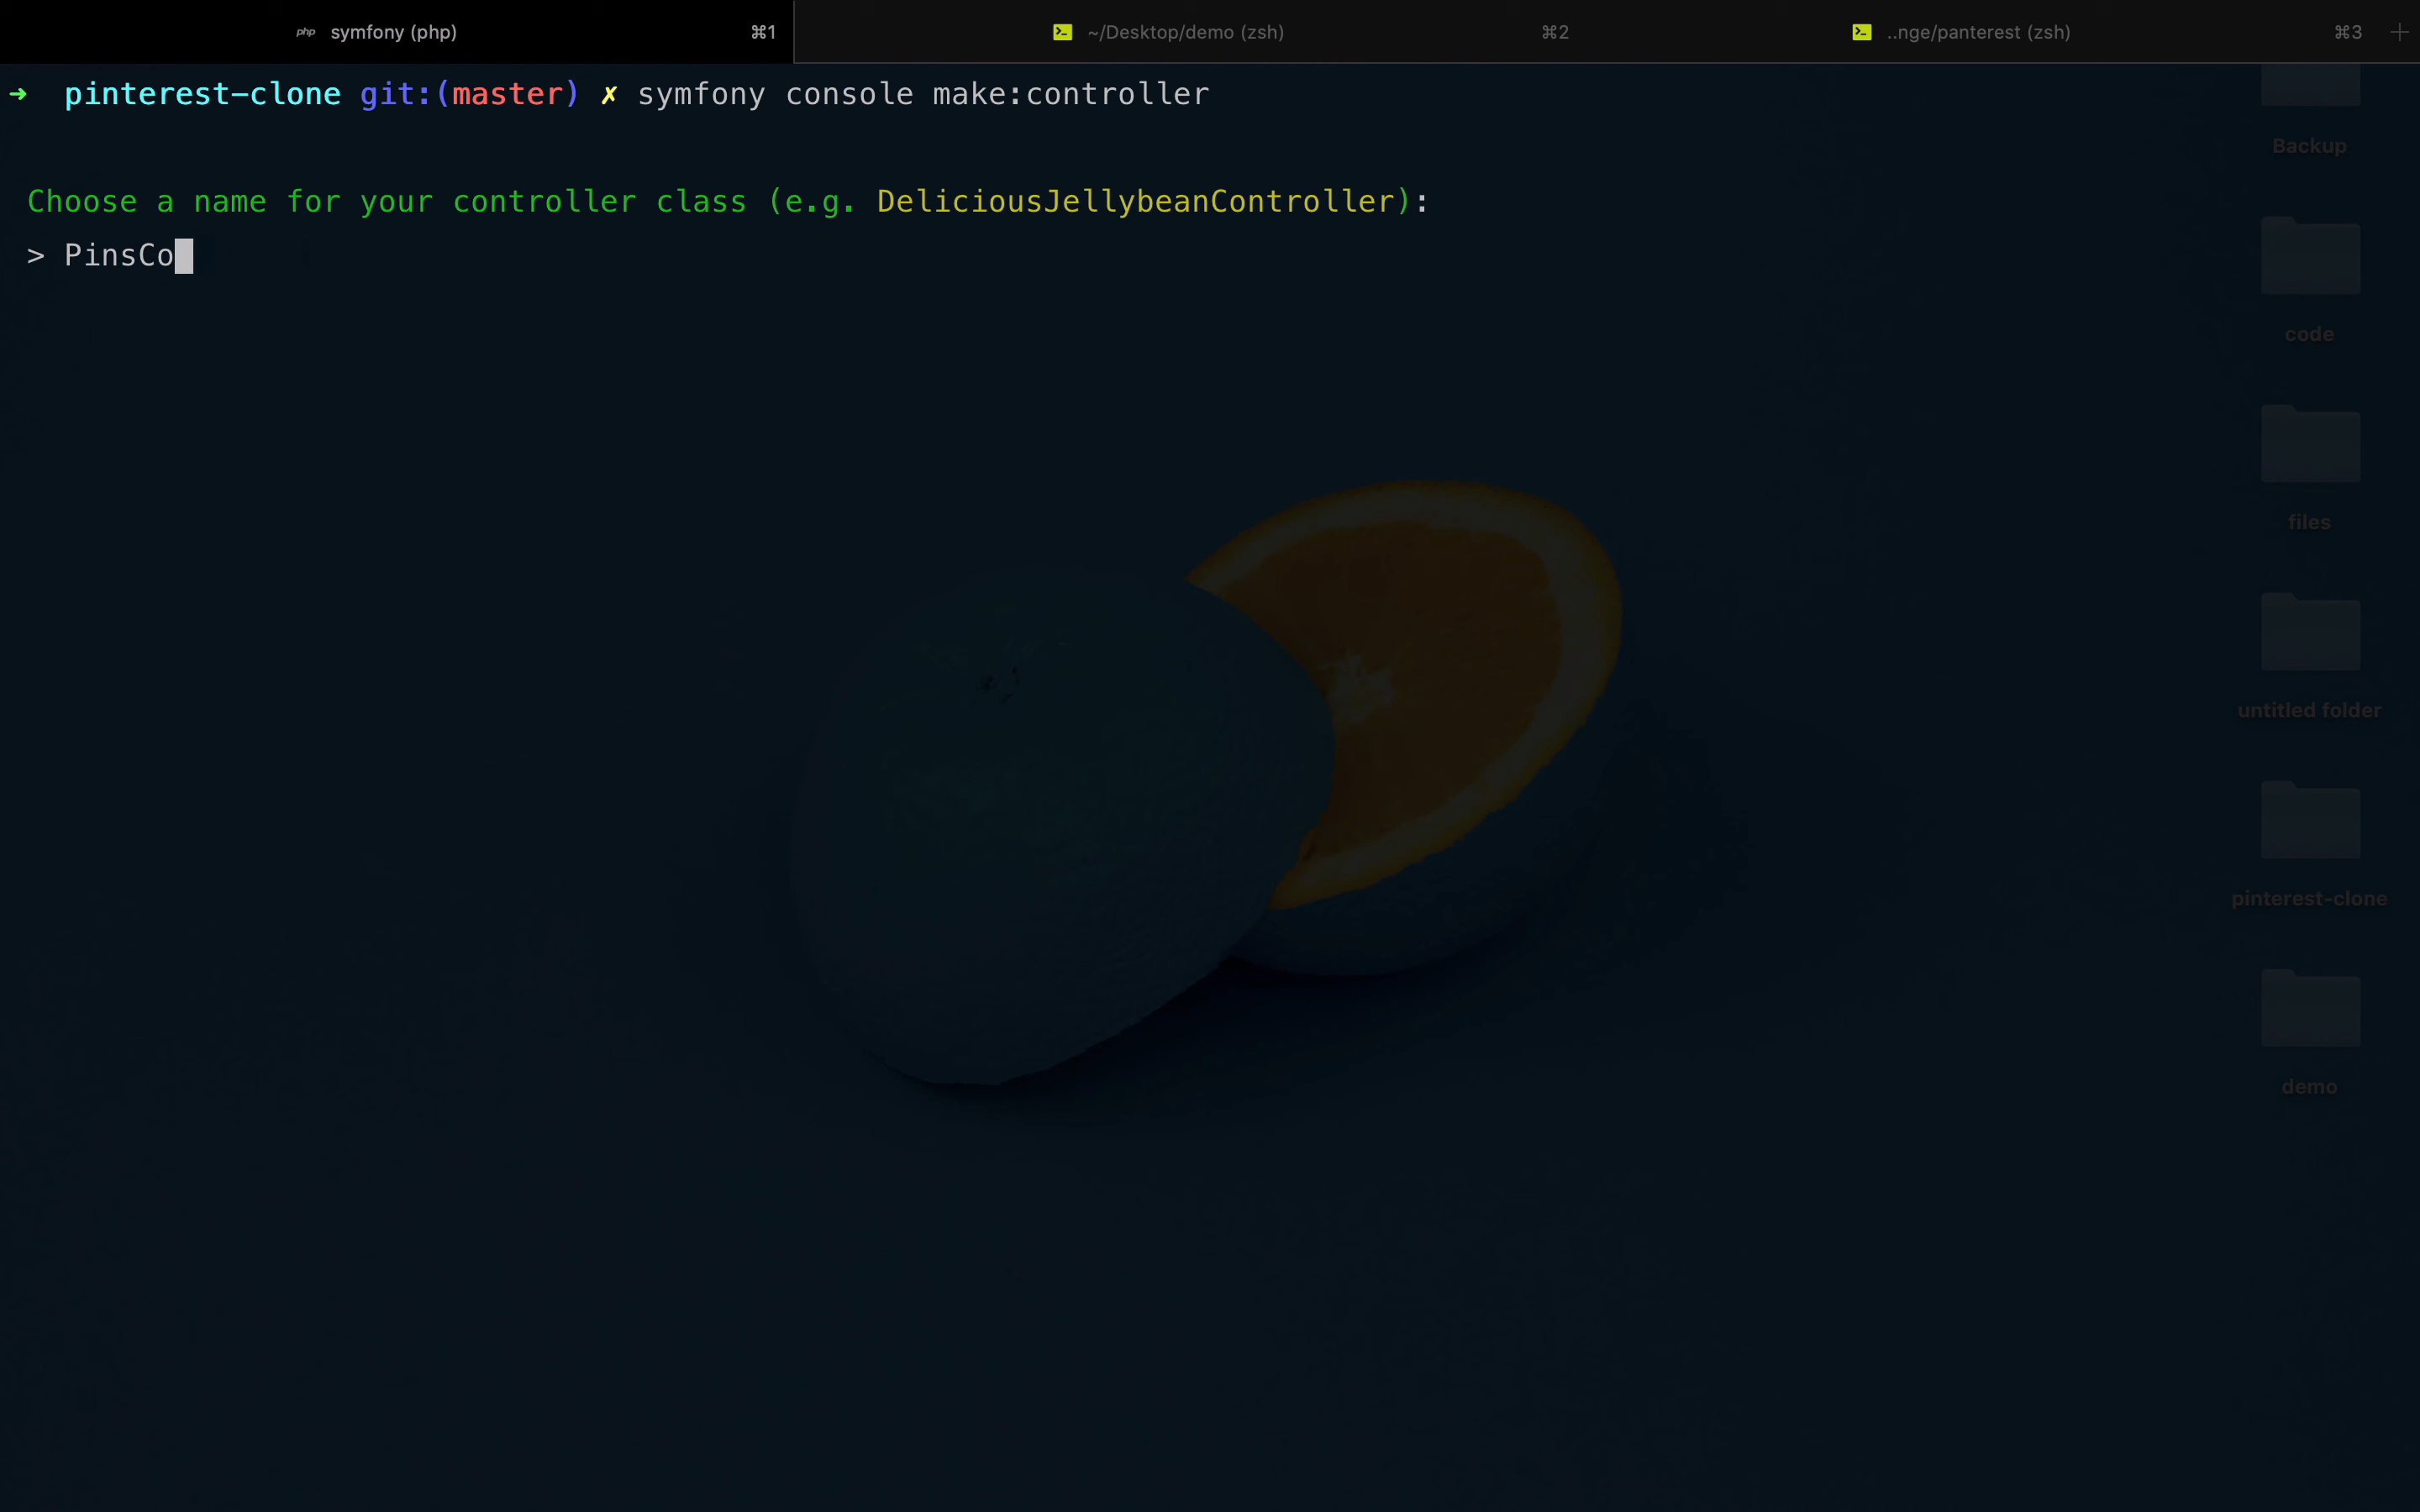 php symfony (php) ⌘1
~/Desktop/demo (zsh) ⌘2
..nge/panterest (zsh) ⌘3
➜ pinterest-clone git:(master) ✗ symfony console make:controller
Choose a name for your controller class (e.g. DeliciousJellybeanController):
> PinsCo
Backup
code
files
untitled folder
pinterest-clone
demo